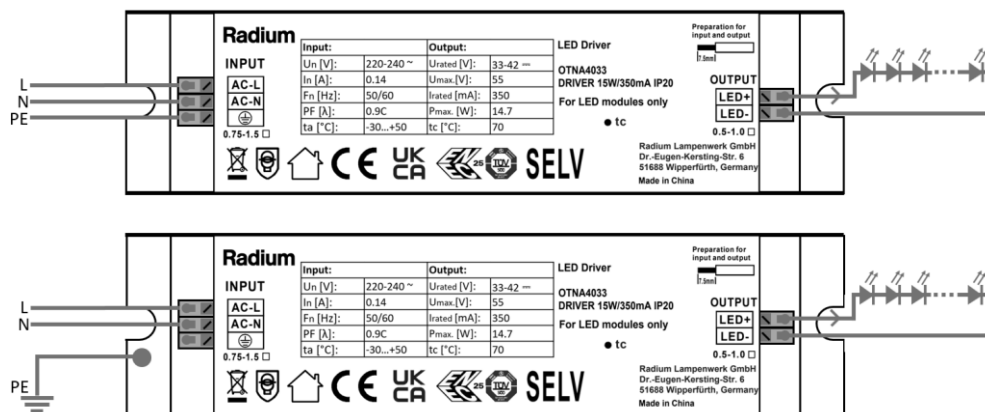 L
N
PE
Radium
INPUT
AC-L
AC-N
0.75-1.5
Input: Output:
Un [V]: 220-240 ~ Urated [V]: 33-42 ⎓
In [A]: 0.14 Umax.[V]: 55
Fn [Hz]: 50/60 Irated [mA]: 350
PF [λ]: 0.9C Pmax. [W]: 14.7
ta [°C]: -30...+50 tc [°C]: 70
CE UK CA 25 TÜV SELV
LED Driver
OTNA4033
DRIVER 15W/350mA IP20
For LED modules only
● tc
Preparation for
input and output
7.5mm
OUTPUT
LED+
LED-
0.5-1.0
Radium Lampenwerk GmbH
Dr.-Eugen-Kersting-Str. 6
51688 Wipperfürth, Germany
Made in China
L
N
PE
Radium
INPUT
AC-L
AC-N
0.75-1.5
Input: Output:
Un [V]: 220-240 ~ Urated [V]: 33-42 ⎓
In [A]: 0.14 Umax.[V]: 55
Fn [Hz]: 50/60 Irated [mA]: 350
PF [λ]: 0.9C Pmax. [W]: 14.7
ta [°C]: -30...+50 tc [°C]: 70
CE UK CA 25 TÜV SELV
LED Driver
OTNA4033
DRIVER 15W/350mA IP20
For LED modules only
● tc
Preparation for
input and output
7.5mm
OUTPUT
LED+
LED-
0.5-1.0
Radium Lampenwerk GmbH
Dr.-Eugen-Kersting-Str. 6
51688 Wipperfürth, Germany
Made in China